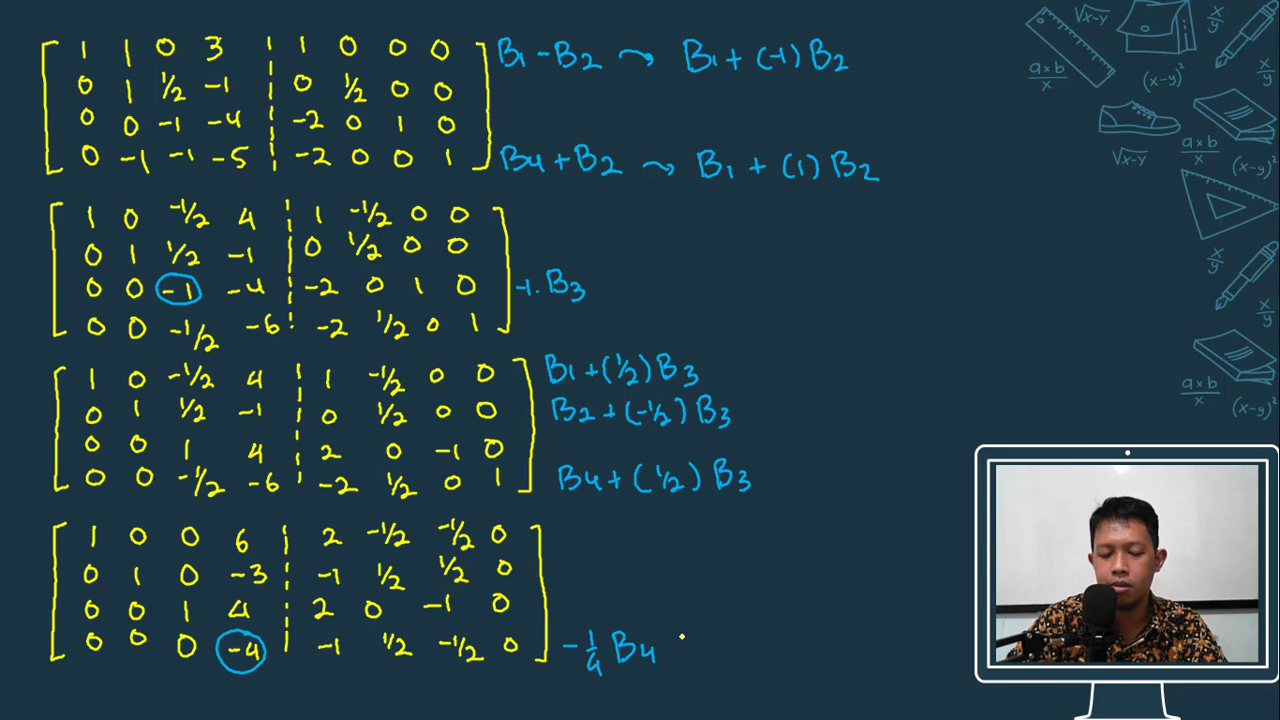 1 1 0 3 1 0 0 0 B1 - B2 ⤳ B1 + (-1) B2
0 1 1/2 -1 0 1/2 0 0
0 0 -1 -4 -2 0 1 0
0 -1 -1 -5 -2 0 0 1 B4 + B2 ⤳ B1 + (1) B2
1 0 -1/2 4 1 -1/2 0 0
0 1 1/2 -1 0 1/2 0 0
0 0 -1 -4 -2 0 1 0 -1. B3
0 0 -1/2 -6 -2 1/2 0 1
1 0 -1/2 4 1 -1/2 0 0 B1 + (1/2) B3
0 1 1/2 -1 0 1/2 0 0 B2 + (-1/2) B3
0 0 1 4 2 0 -1 0
0 0 -1/2 -6 -2 1/2 0 1 B4 + (1/2) B3
1 0 0 6 2 -1/2 -1/2 0
0 1 0 -3 -1 1/2 1/2 0
0 0 1 4 2 0 -1 0
0 0 0 -4 -1 1/2 -1/2 0 -1/4 B4
√x-y
x/y
a×b/x
(x-y)²
x/y
√x-y
a×b/x
(x-y)²
x/y
x/y
a×b/x
(x-y)²